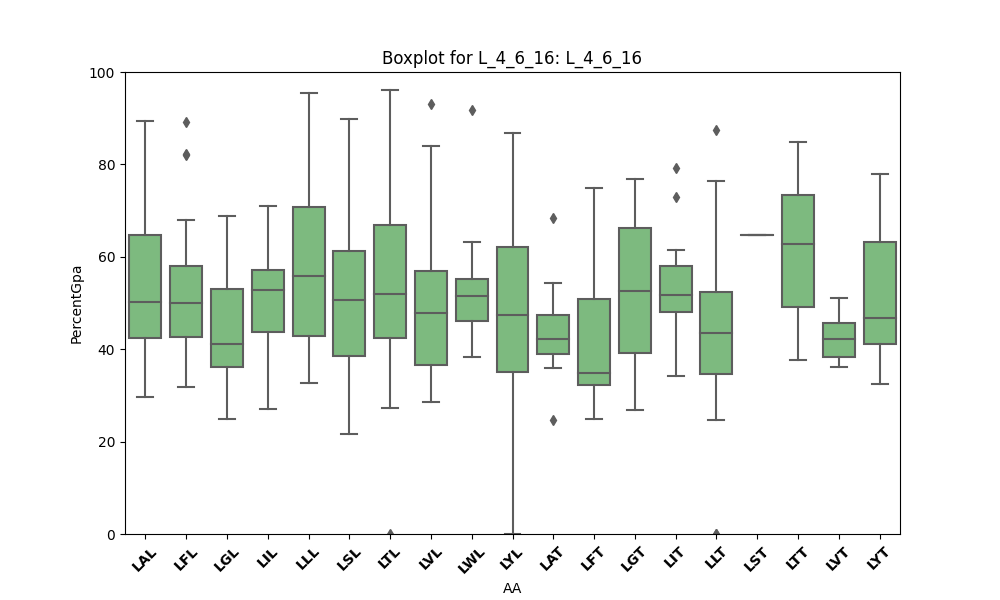 Boxplot for L_4_6_16: L_4_6_16
100
80
60
40
20
0
PercentGpa
LAL LFL LGL LIL LLL LSL LTL LVL LWL LYL LAT LFT LGT LIT LLT LST LTT LVT LYT
AA